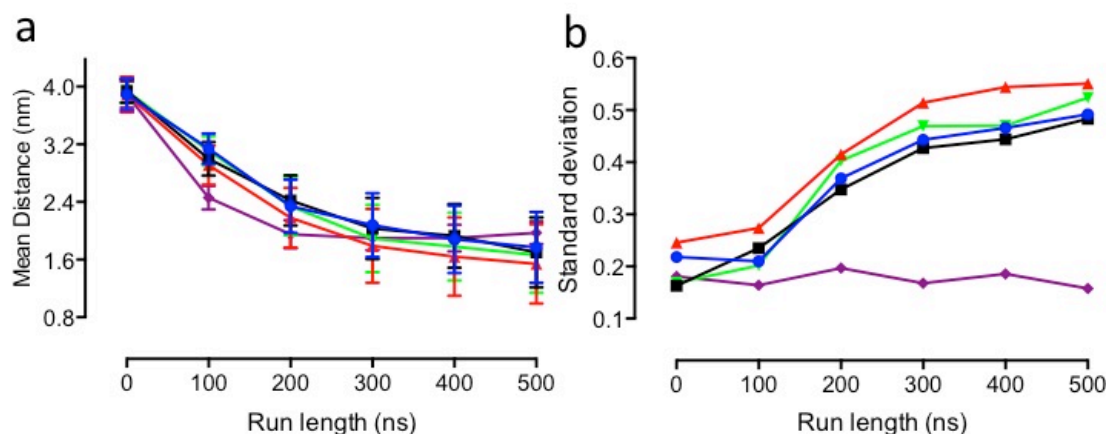 a
Mean Distance (nm)
4.0
3.2
2.4
1.6
0.8
0 100 200 300 400 500
Run length (ns)
b
Standard deviation
0.6
0.5
0.4
0.3
0.2
0.1
0 100 200 300 400 500
Run length (ns)